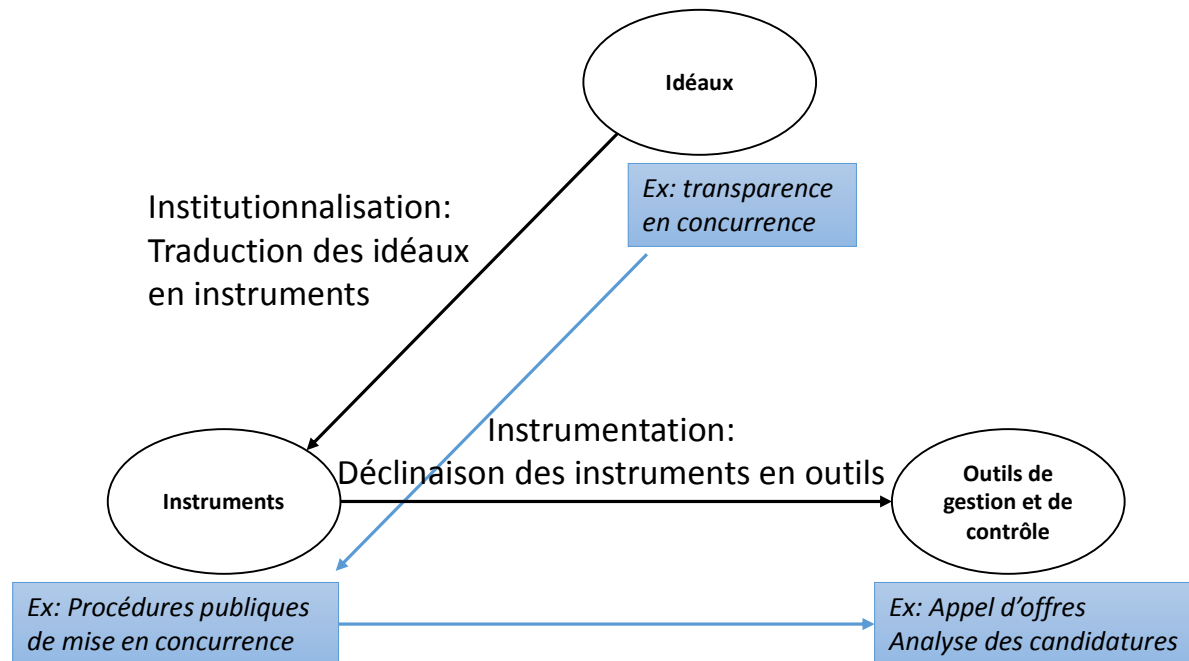 Idéaux
Ex: transparence
en concurrence
Institutionnalisation:
Traduction des idéaux
en instruments
Instrumentation:
Déclinaison des instruments en outils
Instruments
Outils de
gestion et de
contrôle
Ex: Procédures publiques
de mise en concurrence
Ex: Appel d’offres
Analyse des candidatures